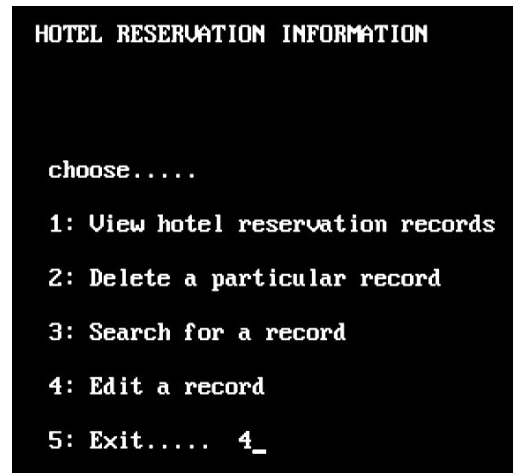 HOTEL RESERVATION INFORMATION
choose.....
1: View hotel reservation records
2: Delete a particular record
3: Search for a record
4: Edit a record
5: Exit..... 4_